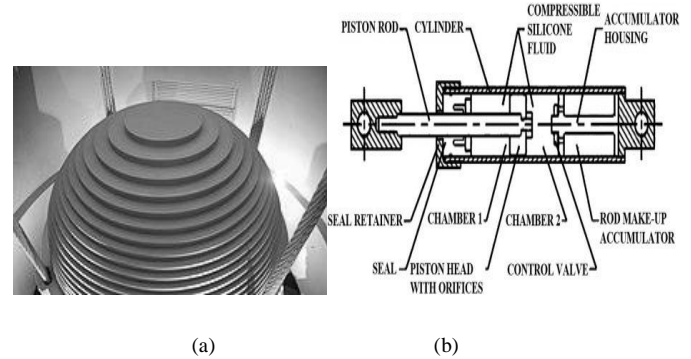 PISTON ROD
CYLINDER
COMPRESSIBLE
SILICONE
FLUID
ACCUMULATOR
HOUSING
SEAL RETAINER
CHAMBER 1
CHAMBER 2
ROD MAKE-UP
ACCUMULATOR
SEAL
PISTON HEAD
WITH ORIFICES
CONTROL VALVE
(a)
(b)